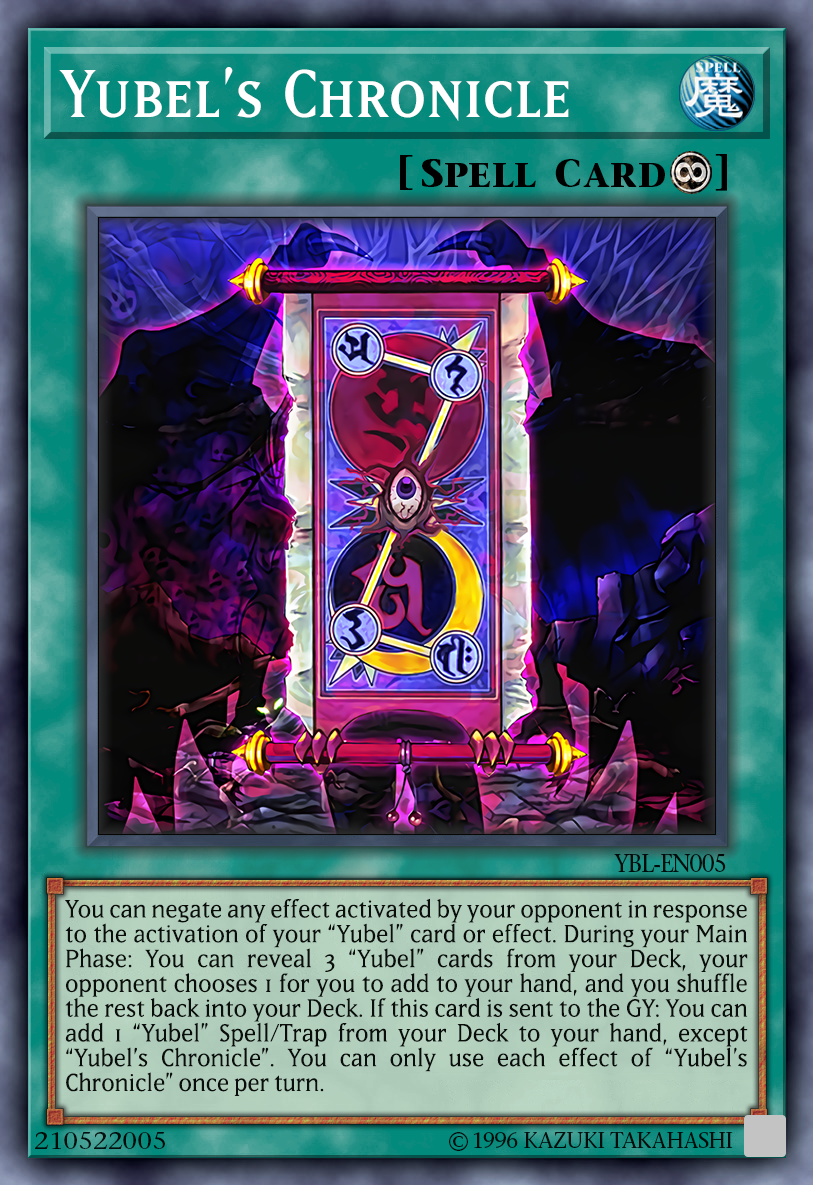 Yubel's Chronicle
SPELL
魔
[Spell Card♾]
YBL-EN005
You can negate any effect activated by your opponent in response
to the activation of your “Yubel” card or effect. During your Main
Phase: You can reveal 3 “Yubel” cards from your Deck, your
opponent chooses 1 for you to add to your hand, and you shuffle
the rest back into your Deck. If this card is sent to the GY: You can
add 1 “Yubel” Spell/Trap from your Deck to your hand, except
“Yubel’s Chronicle”. You can only use each effect of “Yubel’s
Chronicle” once per turn.
210522005
© 1996 KAZUKI TAKAHASHI